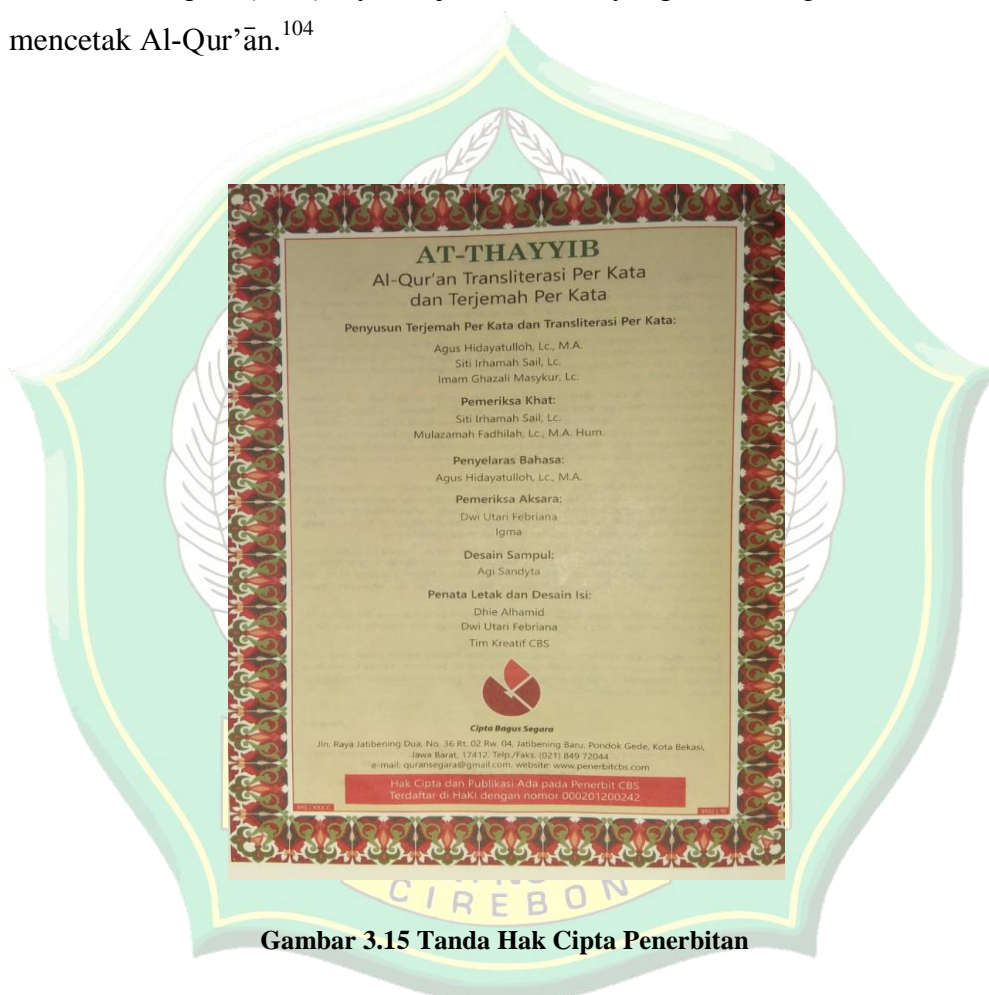 mencetak Al-Qur’ān.104
AT-THAYYIB
Al-Qur'an Transliterasi Per Kata
dan Terjemah Per Kata
Penyusun Terjemah Per Kata dan Transliterasi Per Kata:
Agus Hidayatulloh, Lc., M.A.
Siti Irhamah Sail, Lc.
Imam Ghazali Masykur, Lc.
Pemeriksa Khat:
Siti Irhamah Sail, Lc.
Mulazamah Fadhilah, Lc., M.A. Hum.
Penyelaras Bahasa:
Agus Hidayatulloh, Lc., M.A.
Pemeriksa Aksara:
Dwi Utari Febriana
Igma
Desain Sampul:
Agi Sandyta
Penata Letak dan Desain Isi:
Dhie Alhamid
Dwi Utari Febriana
Tim Kreatif CBS
Cipta Bagus Segara
Jln. Raya Jatibening Dua, No. 36 Rt. 02 Rw. 04, Jatibening Baru, Pondok Gede, Kota Bekasi,
Jawa Barat, 17412. Telp./Faks. (021) 849 72044
e-mail: quransegara@gmail.com, website: www.penerbitcbs.com
Hak Cipta dan Publikasi Ada pada Penerbit CBS
Terdaftar di HaKI dengan nomor 000201200242
CIREBON
Gambar 3.15 Tanda Hak Cipta Penerbitan